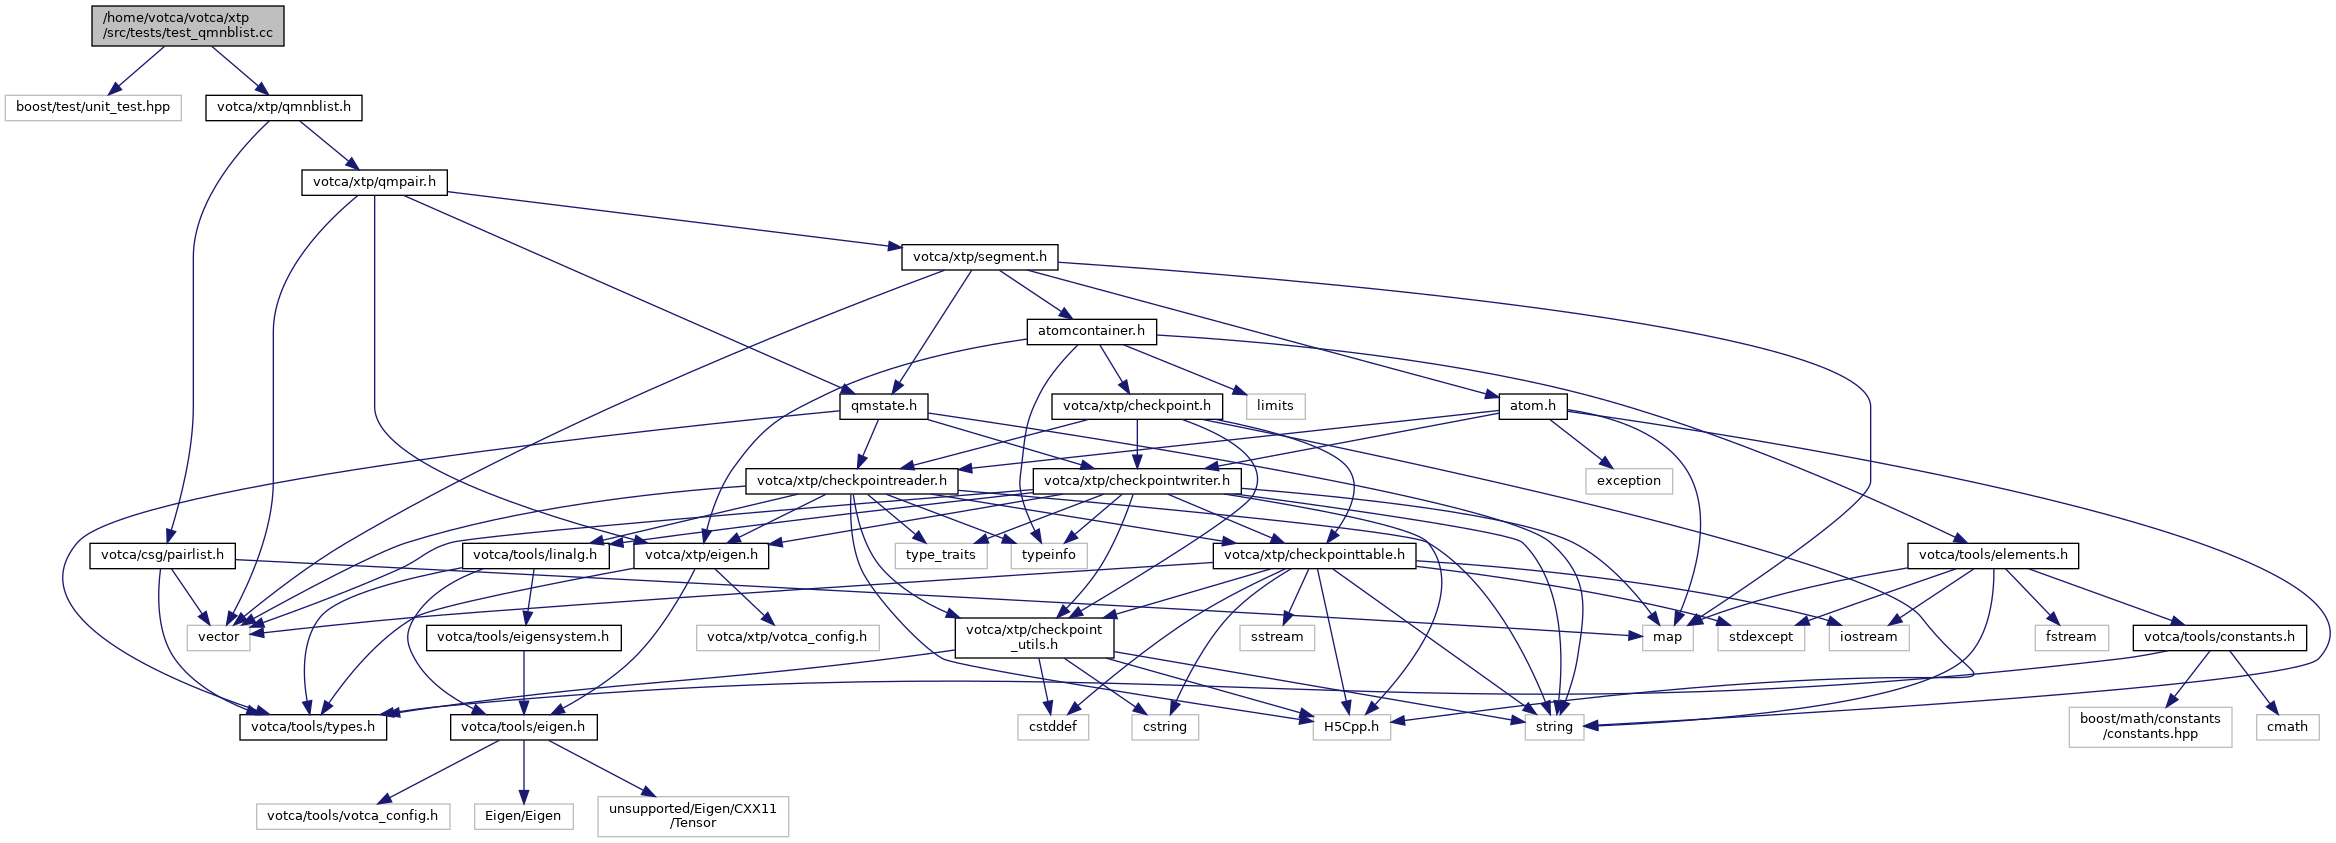 /home/votca/votca/xtp
/src/tests/test_qmnblist.cc
boost/test/unit_test.hpp
votca/xtp/qmnblist.h
votca/xtp/qmpair.h
votca/xtp/segment.h
atomcontainer.h
qmstate.h
votca/xtp/checkpoint.h
limits
atom.h
votca/xtp/checkpointreader.h
votca/xtp/checkpointwriter.h
exception
votca/csg/pairlist.h
votca/tools/linalg.h
votca/xtp/eigen.h
type_traits
typeinfo
votca/xtp/checkpointtable.h
votca/tools/elements.h
vector
votca/tools/eigensystem.h
votca/xtp/votca_config.h
votca/xtp/checkpoint
_utils.h
sstream
map
stdexcept
iostream
fstream
votca/tools/constants.h
votca/tools/types.h
votca/tools/eigen.h
cstddef
cstring
H5Cpp.h
string
boost/math/constants
/constants.hpp
cmath
votca/tools/votca_config.h
Eigen/Eigen
unsupported/Eigen/CXX11
/Tensor